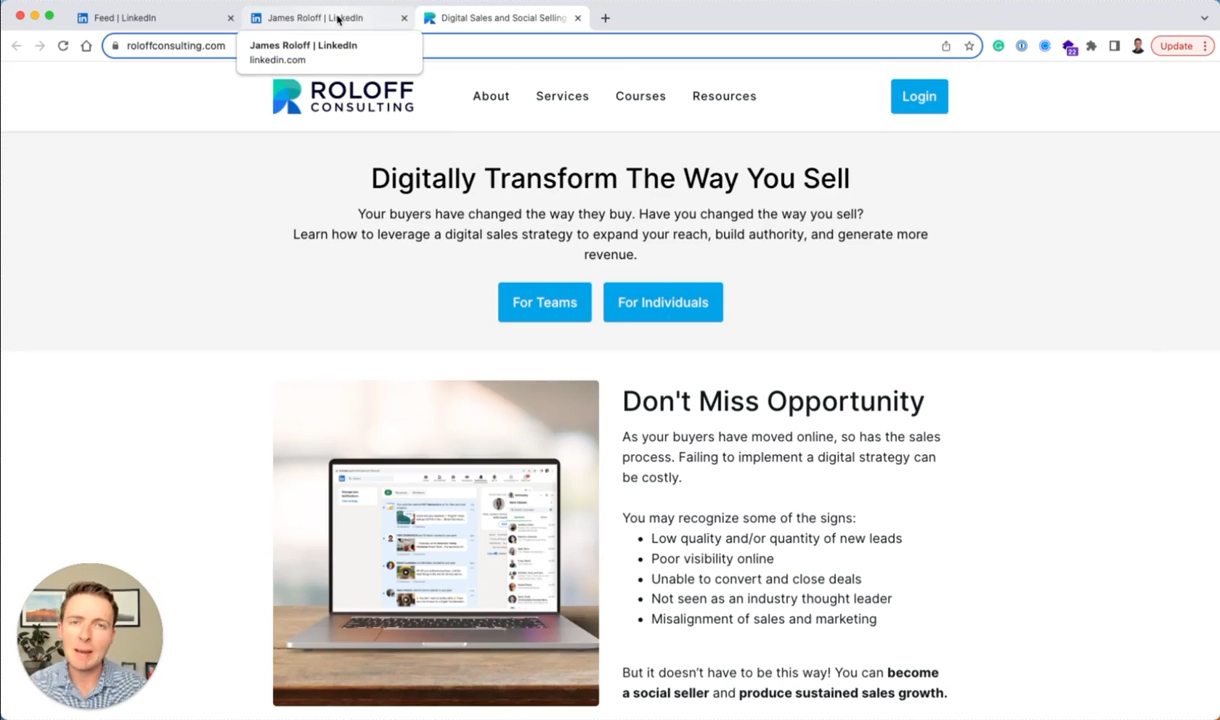 Feed | LinkedIn
James Roloff | LinkedIn
Digital Sales and Social Selling
roloffconsulting.com
22
Update
James Roloff | LinkedIn
linkedin.com
ROLOFF
CONSULTING
About
Services
Courses
Resources
Login
Digitally Transform The Way You Sell
Your buyers have changed the way they buy. Have you changed the way you sell?
Learn how to leverage a digital sales strategy to expand your reach, build authority, and generate more
revenue.
For Teams
For Individuals
Don't Miss Opportunity
As your buyers have moved online, so has the sales
process. Failing to implement a digital strategy can
be costly.
You may recognize some of the signs:
• Low quality and/or quantity of new leads
• Poor visibility online
• Unable to convert and close deals
• Not seen as an industry thought leader
• Misalignment of sales and marketing
But it doesn't have to be this way! You can become
a social seller and produce sustained sales growth.